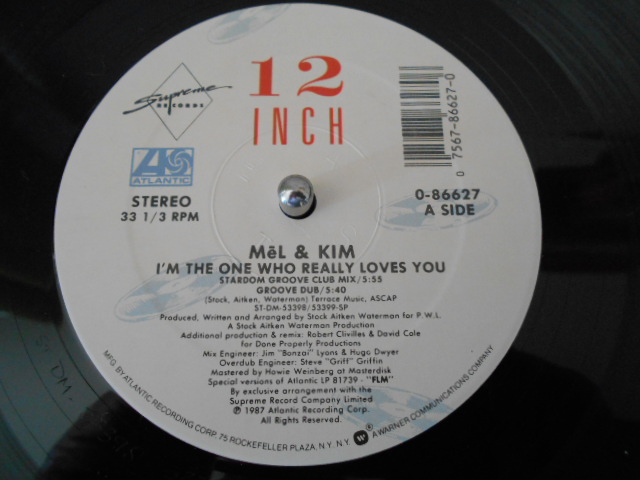 12
INCH
Supreme
RECORDS
ATLANTIC
0 75678-66270
STEREO
33 1/3 RPM
0-86627
A SIDE
MěL & KIM
I'M THE ONE WHO REALLY LOVES YOU
STARDOM GROOVE CLUB MIX/5:55
GROOVE DUB/5:40
(Stock, Aitken, Waterman) Terrace Music, ASCAP
ST-DM-53398/53399-SP
Produced, Written and Arranged by Stock Aitken Waterman for P.W.L.
A Stock Aitken Waterman Production
Additional production & remix: Robert Clivilles & David Cole
for Done Properly Productions
Mix Engineer: Jim "Bonzai" Lyons & Hugo Dwyer
Overdub Engineer: Steve "Griff" Griffin
Mastered by Howie Weinberg at Masterdisk
Special versions of Atlantic LP 81739 - "FLM"
By exclusive arrangement with the
Supreme Record Company Limited
℗ 1987 Atlantic Recording Corp.
All Rights Reserved.
MFG. BY ATLANTIC RECORDING CORP. 75 ROCKEFELLER PLAZA, N.Y. N.Y. W ® A WARNER COMMUNICATIONS COMPANY
DM.